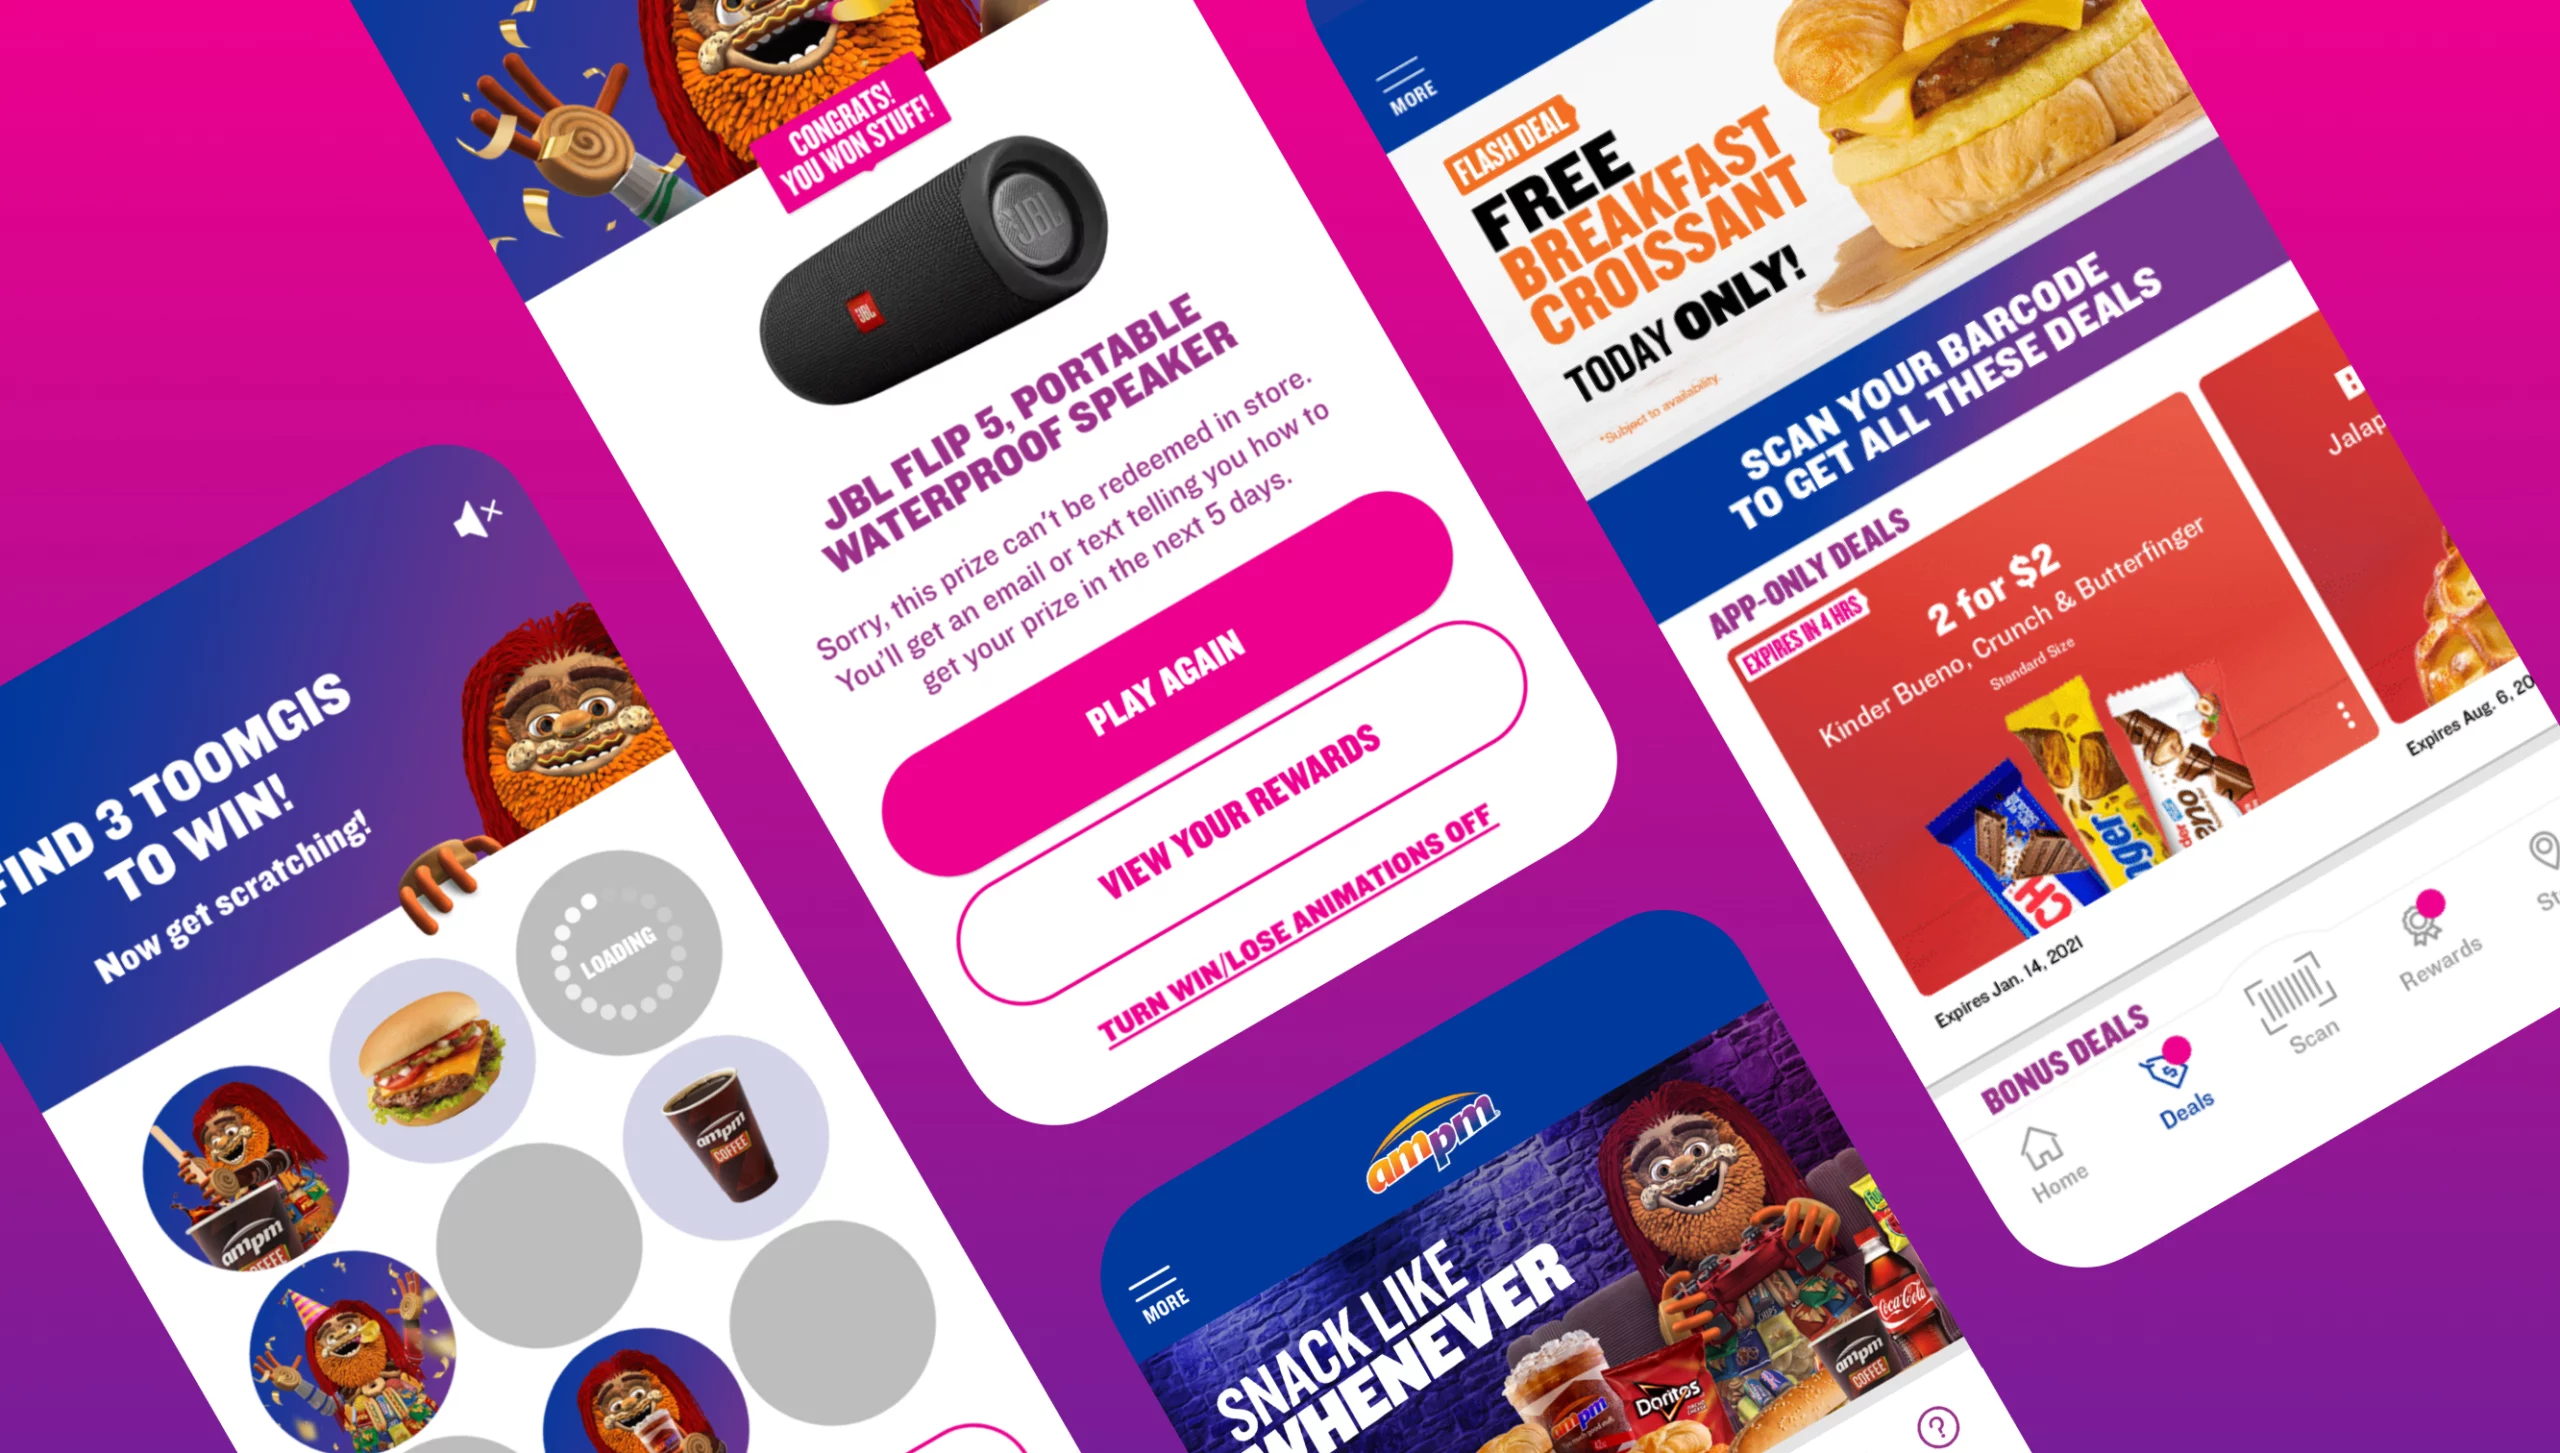 FIND 3 TOOMGIS
TO WIN!
Now get scratching!
LOADING
ampm
COFFEE
ampm
COFFEE
CONGRATS!
YOU WON STUFF!
JBL
JBL
JBL FLIP 5, PORTABLE
WATERPROOF SPEAKER
Sorry, this prize can't be redeemed in store.
You'll get an email or text telling you how to
get your prize in the next 5 days.
PLAY AGAIN
VIEW YOUR REWARDS
TURN WIN/LOSE ANIMATIONS OFF
ampm
MORE
SNACK LIKE
WHENEVER
ampm
Doritos
ampm
COFFEE
Coca-Cola
?
MORE
FLASH DEAL
FREE
BREAKFAST
CROISSANT
TODAY ONLY!
*Subject to availability.
SCAN YOUR BARCODE
TO GET ALL THESE DEALS
APP-ONLY DEALS
EXPIRES IN 4 HRS
2 for $2
Kinder Bueno, Crunch & Butterfinger
Standard Size
Expires Jan. 14, 2021
B
Jalap
Expires Aug. 6, 20
BONUS DEALS
Home
Deals
Scan
Rewards
St